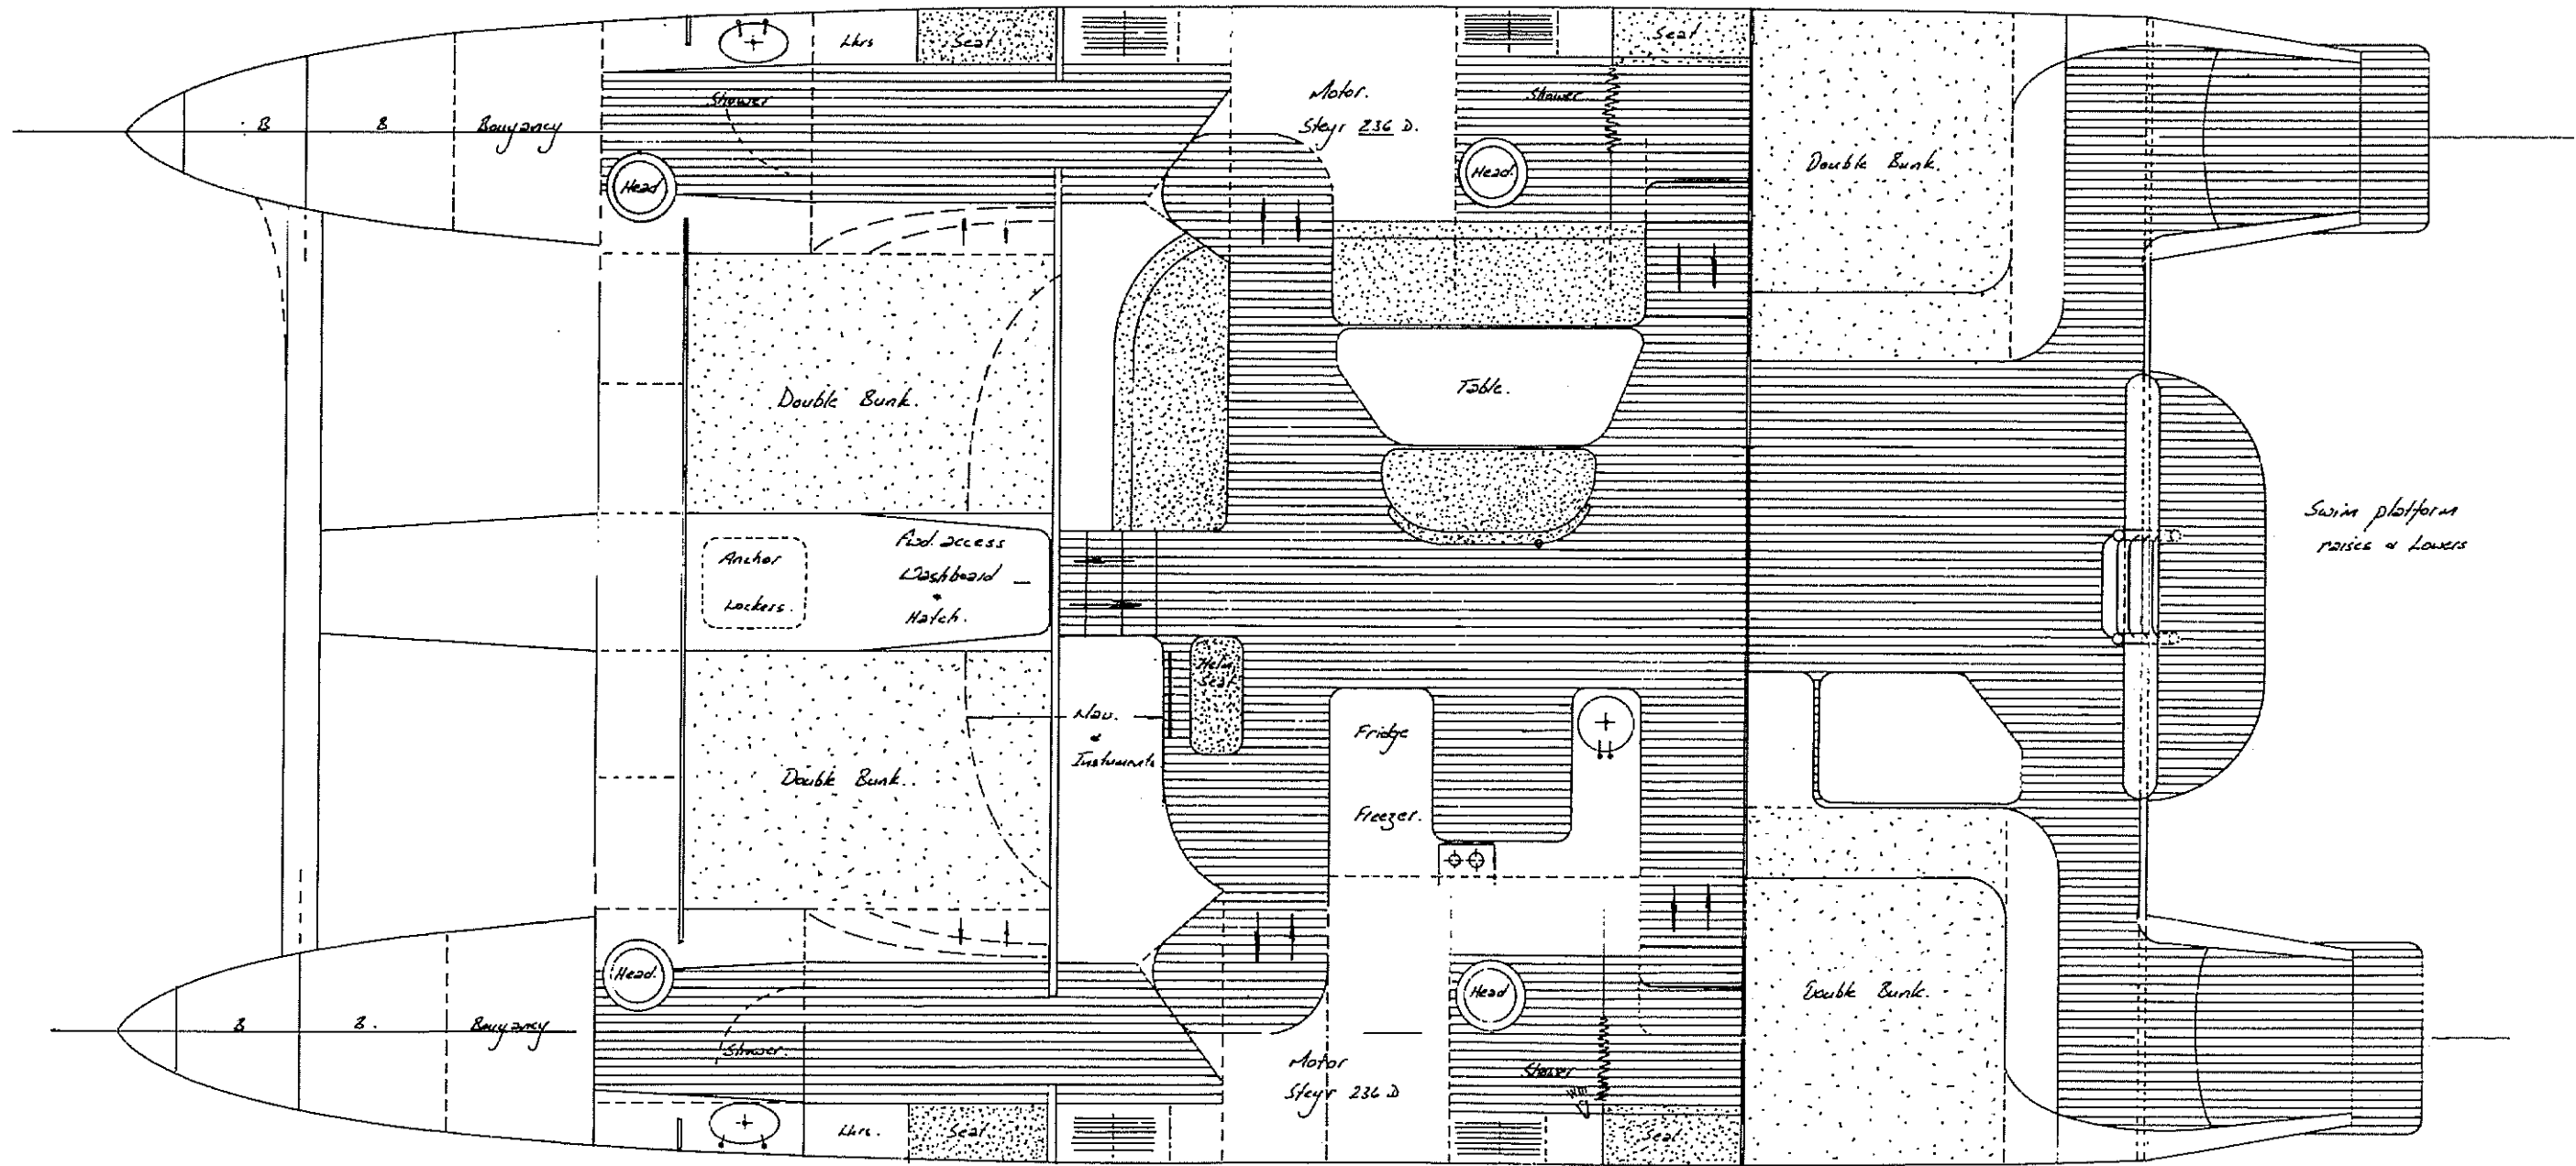 Lkrs
Seat
Seat
Shower
Motor.
Steyr 236 D.
Shower
B
B
Bouyancy
Head
Head.
Double Bunk.
Double Bunk.
Table.
Swim platform
raises & Lowers
Anchor
Lockers.
Fwd. access
Dashboard
&
Hatch.
Helm
Seat
Nav.
&
Instruments
Fridge
Freezer.
Double Bunk.
Head.
Head
Double Bunk.
B
B.
Bouyancy
Shower.
Motor
Steyr 236 D
Shower
Lkrs.
Seat
Seat